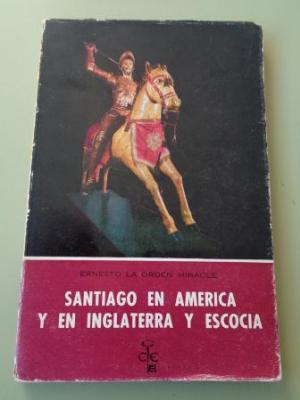 ERNESTO LA ORDEN MIRACLE
SANTIAGO EN AMERICA
Y EN INGLATERRA Y ESCOCIA